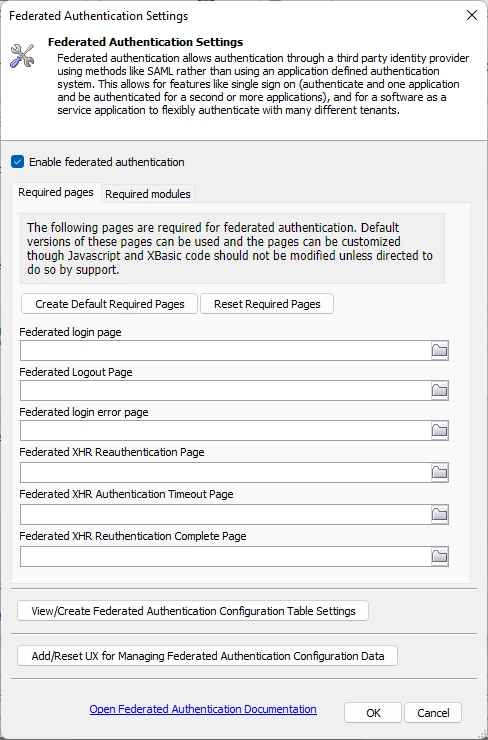 Federated Authentication Settings
Federated Authentication Settings
Federated authentication allows authentication through a third party identity provider
using methods like SAML rather than using an application defined authentication
system. This allows for features like single sign on (authenticate and one application
and be authenticated for a second or more applications), and for a software as a
service application to flexibly authenticate with many different tenants.
Enable federated authentication
Required pages
Required modules
The following pages are required for federated authentication. Default
versions of these pages can be used and the pages can be customized
though Javascript and XBasic code should not be modified unless directed to
do so by support.
Create Default Required Pages
Reset Required Pages
Federated login page
Federated Logout Page
Federated login error page
Federated XHR Reauthentication Page
Federated XHR Authentication Timeout Page
Federated XHR Reuthentication Complete Page
View/Create Federated Authentication Configuration Table Settings
Add/Reset UX for Managing Federated Authentication Configuration Data
Open Federated Authentication Documentation
OK
Cancel